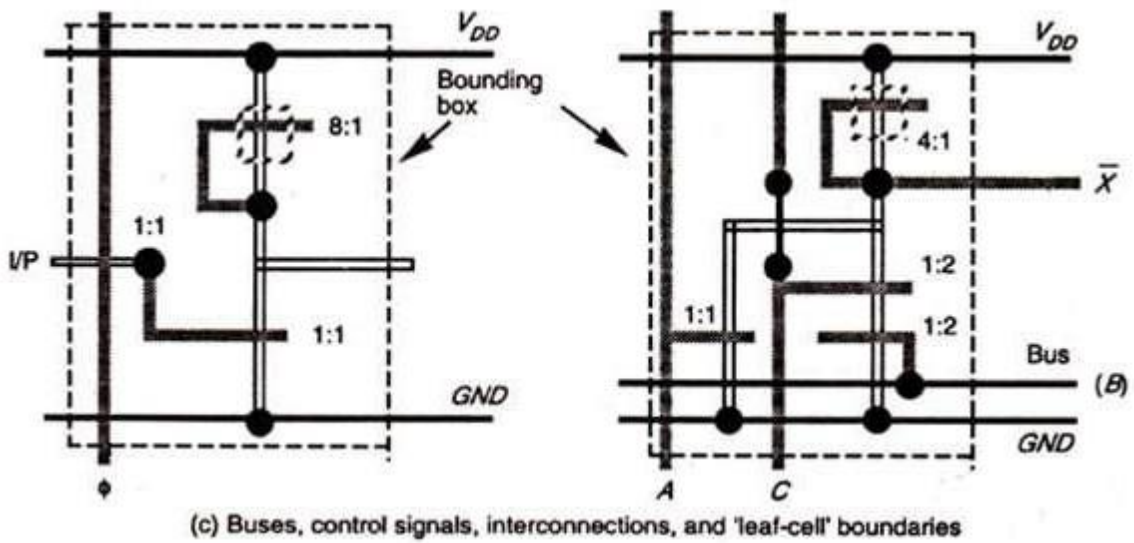 V_DD
8:1
1:1
I/P
1:1
GND
ϕ
Bounding
box
V_DD
4:1
X̅
1:2
1:1
1:2
Bus
(B)
GND
A
C
(c) Buses, control signals, interconnections, and 'leaf-cell' boundaries